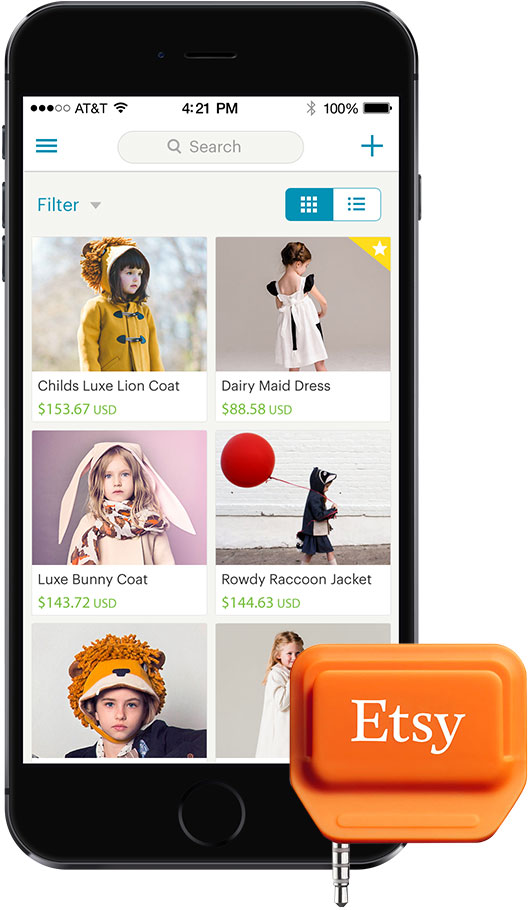 AT&T 4:21 PM 100%
Search
Filter
Childs Luxe Lion Coat
$153.67 USD
Dairy Maid Dress
$88.58 USD
Luxe Bunny Coat
$143.72 USD
Rowdy Raccoon Jacket
$144.63 USD
Etsy